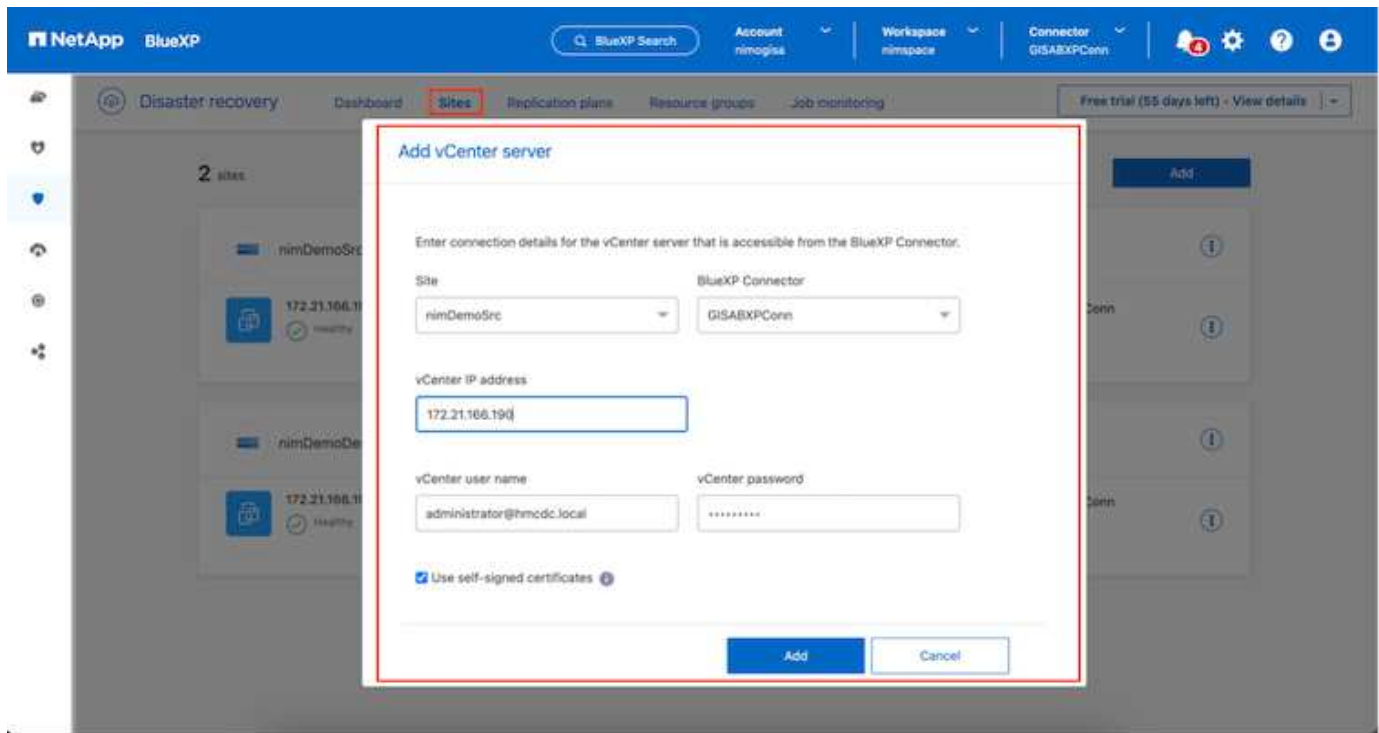 NetApp BlueXP
BlueXP Search
Account
nimogisa
Workspace
nimspace
Connector
GISABXPConn
4
Disaster recovery
Dashboard
Sites
Replication plans
Resource groups
Job monitoring
Free trial (55 days left) - View details
Add vCenter server
2 sites
Add
Enter connection details for the vCenter server that is accessible from the BlueXP Connector.
nimDemoSrc
Site
BlueXP Connector
nimDemoSrc
GISABXPConn
172.21.166.1
Healthy
Conn
vCenter IP address
172.21.166.190
nimDemoDe
vCenter user name
vCenter password
172.21.166.1
Healthy
Conn
administrator@hmcdc.local
Use self-signed certificates
Add
Cancel